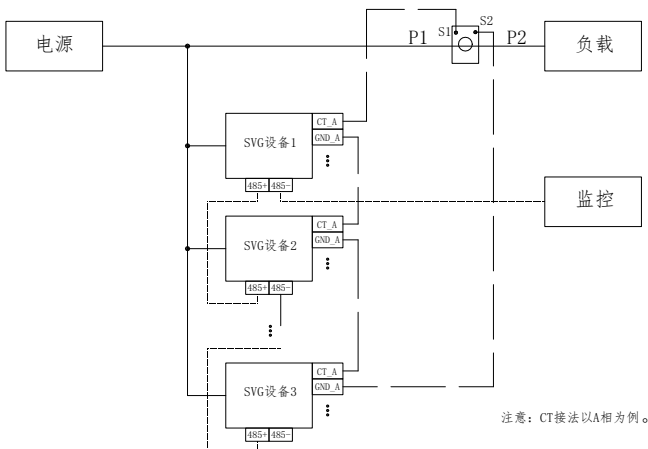 电源
P1
S1
S2
P2
负载
SVG设备1
CT_A
GND_A
485+
485-
监控
SVG设备2
CT_A
GND_A
485+
485-
SVG设备3
CT_A
GND_A
485+
485-
注意：CT接法以A相为例。